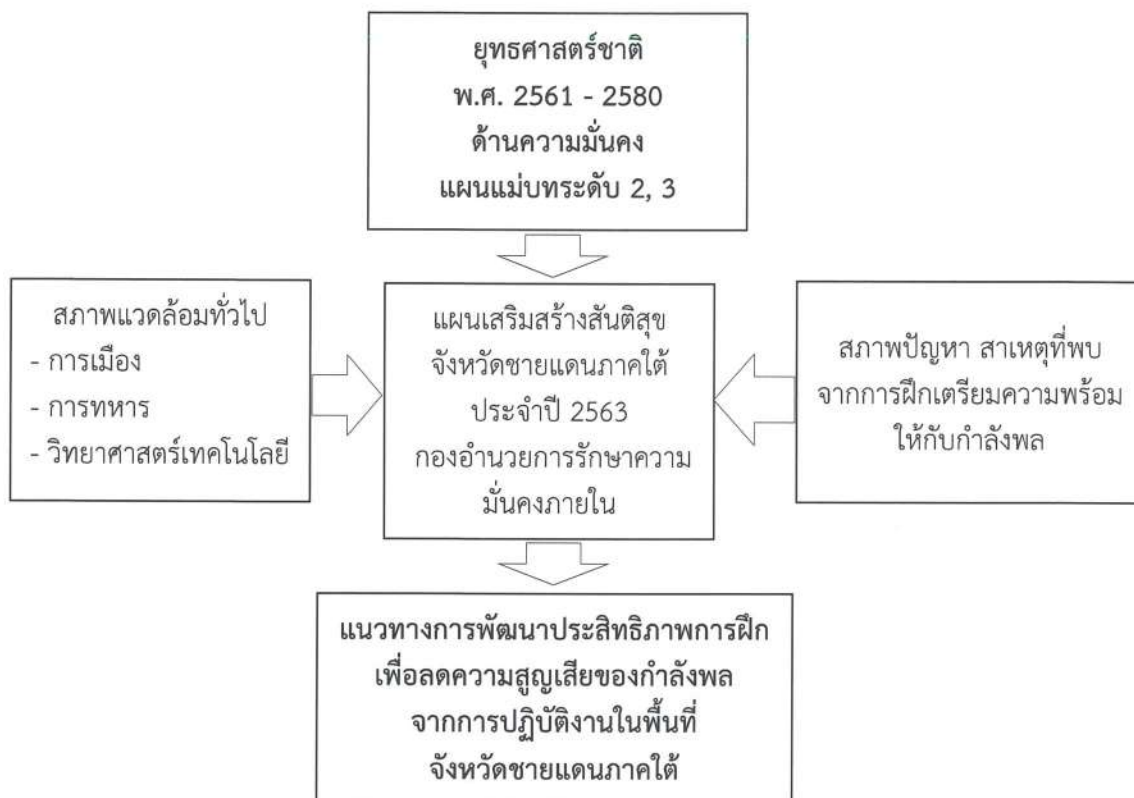 ยุทธศาสตร์ชาติ
พ.ศ. 2561 - 2580
ด้านความมั่นคง
แผนแม่บทระดับ 2, 3
สภาพแวดล้อมทั่วไป
- การเมือง
- การทหาร
- วิทยาศาสตร์เทคโนโลยี
แผนเสริมสร้างสันติสุข
จังหวัดชายแดนภาคใต้
ประจำปี 2563
กองอำนวยการรักษาความ
มั่นคงภายใน
สภาพปัญหา สาเหตุที่พบ
จากการฝึกเตรียมความพร้อม
ให้กับกำลังพล
แนวทางการพัฒนาประสิทธิภาพการฝึก
เพื่อลดความสูญเสียของกำลังพล
จากการปฏิบัติงานในพื้นที่
จังหวัดชายแดนภาคใต้